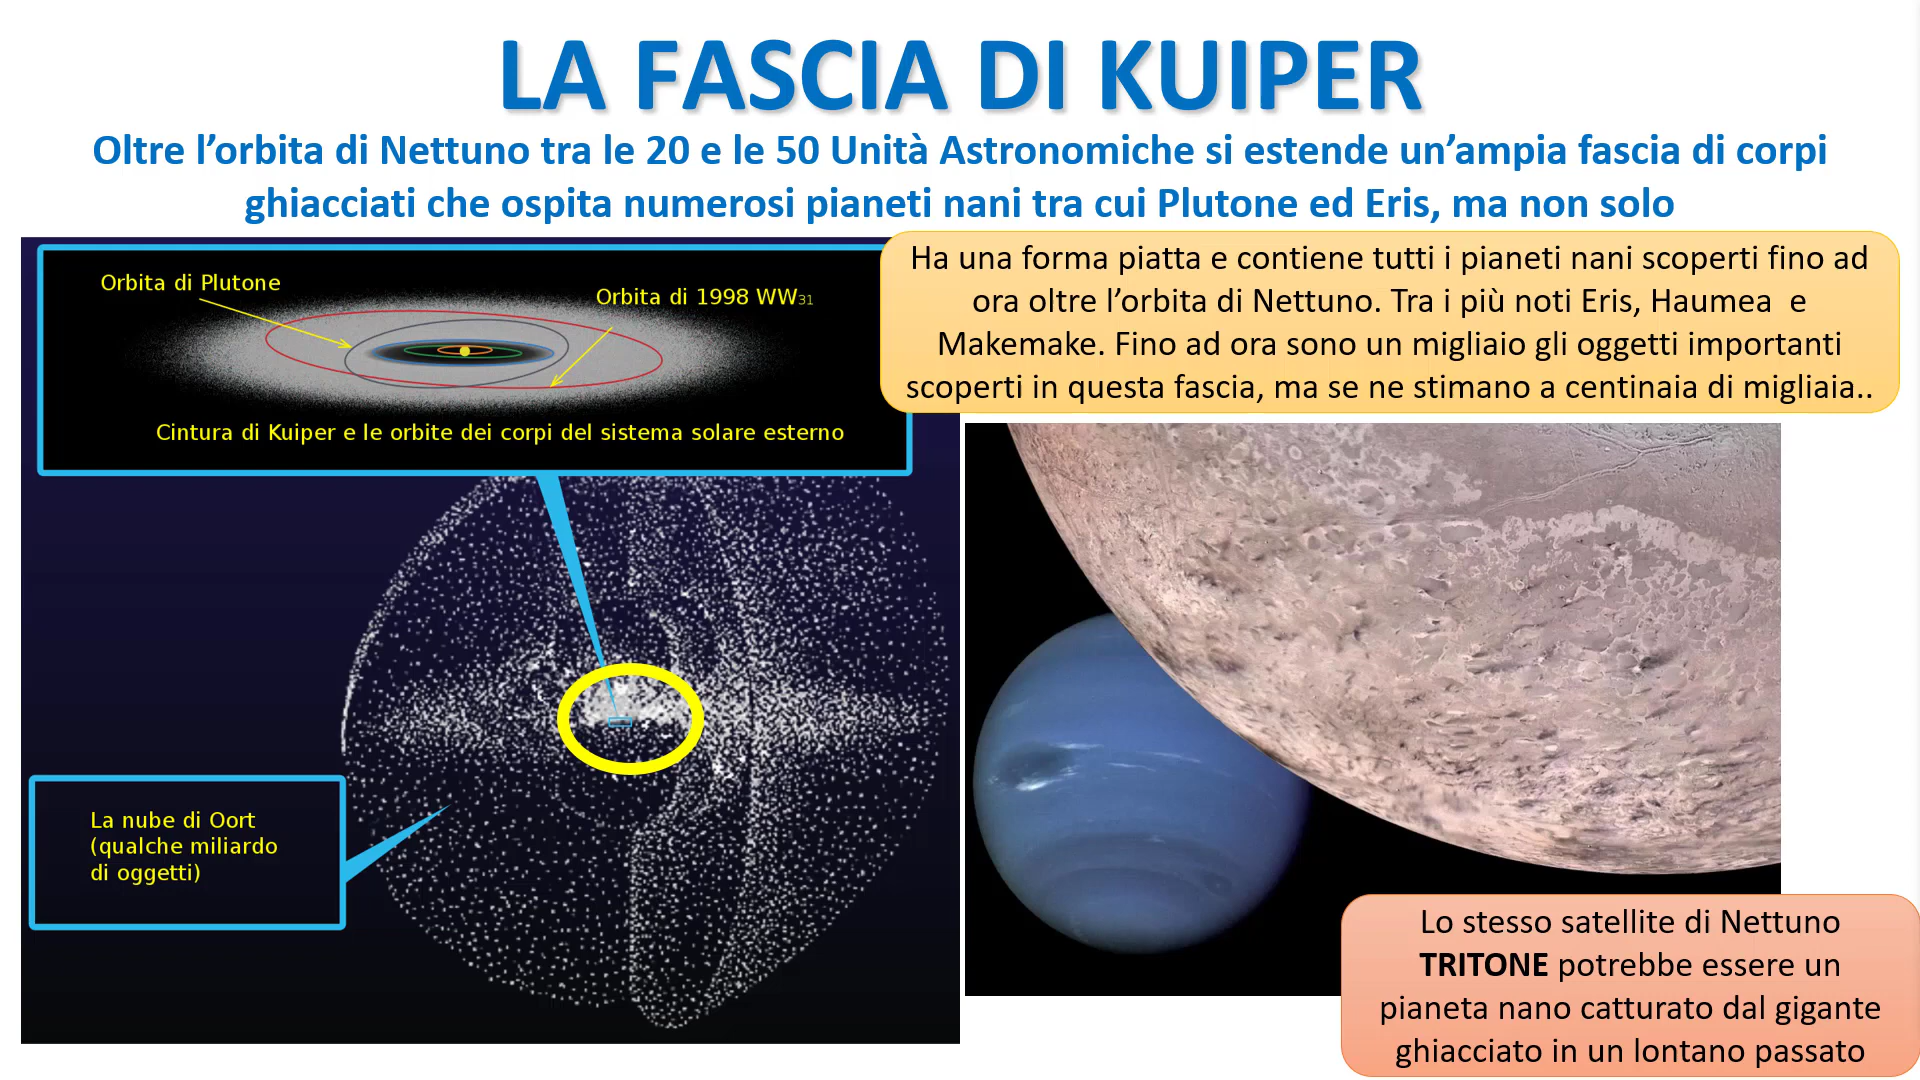 LA FASCIA DI KUIPER
Oltre l’orbita di Nettuno tra le 20 e le 50 Unità Astronomiche si estende un’ampia fascia di corpi
ghiacciati che ospita numerosi pianeti nani tra cui Plutone ed Eris, ma non solo
Orbita di Plutone
Orbita di 1998 WW31
Cintura di Kuiper e le orbite dei corpi del sistema solare esterno
Ha una forma piatta e contiene tutti i pianeti nani scoperti fino ad
ora oltre l’orbita di Nettuno. Tra i più noti Eris, Haumea e
Makemake. Fino ad ora sono un migliaio gli oggetti importanti
scoperti in questa fascia, ma se ne stimano a centinaia di migliaia..
La nube di Oort
(qualche miliardo
di oggetti)
Lo stesso satellite di Nettuno
TRITONE potrebbe essere un
pianeta nano catturato dal gigante
ghiacciato in un lontano passato